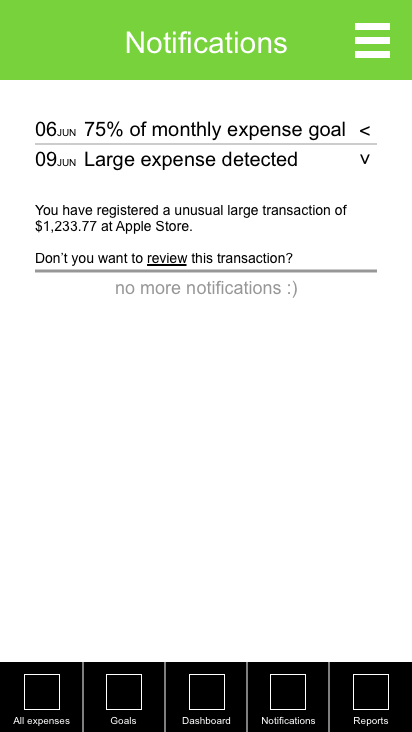 Notifications
06JUN 75% of monthly expense goal <
09JUN Large expense detected v
You have registered a unusual large transaction of
$1,233.77 at Apple Store.
Don't you want to review this transaction?
no more notifications :)
All expenses Goals Dashboard Notifications Reports